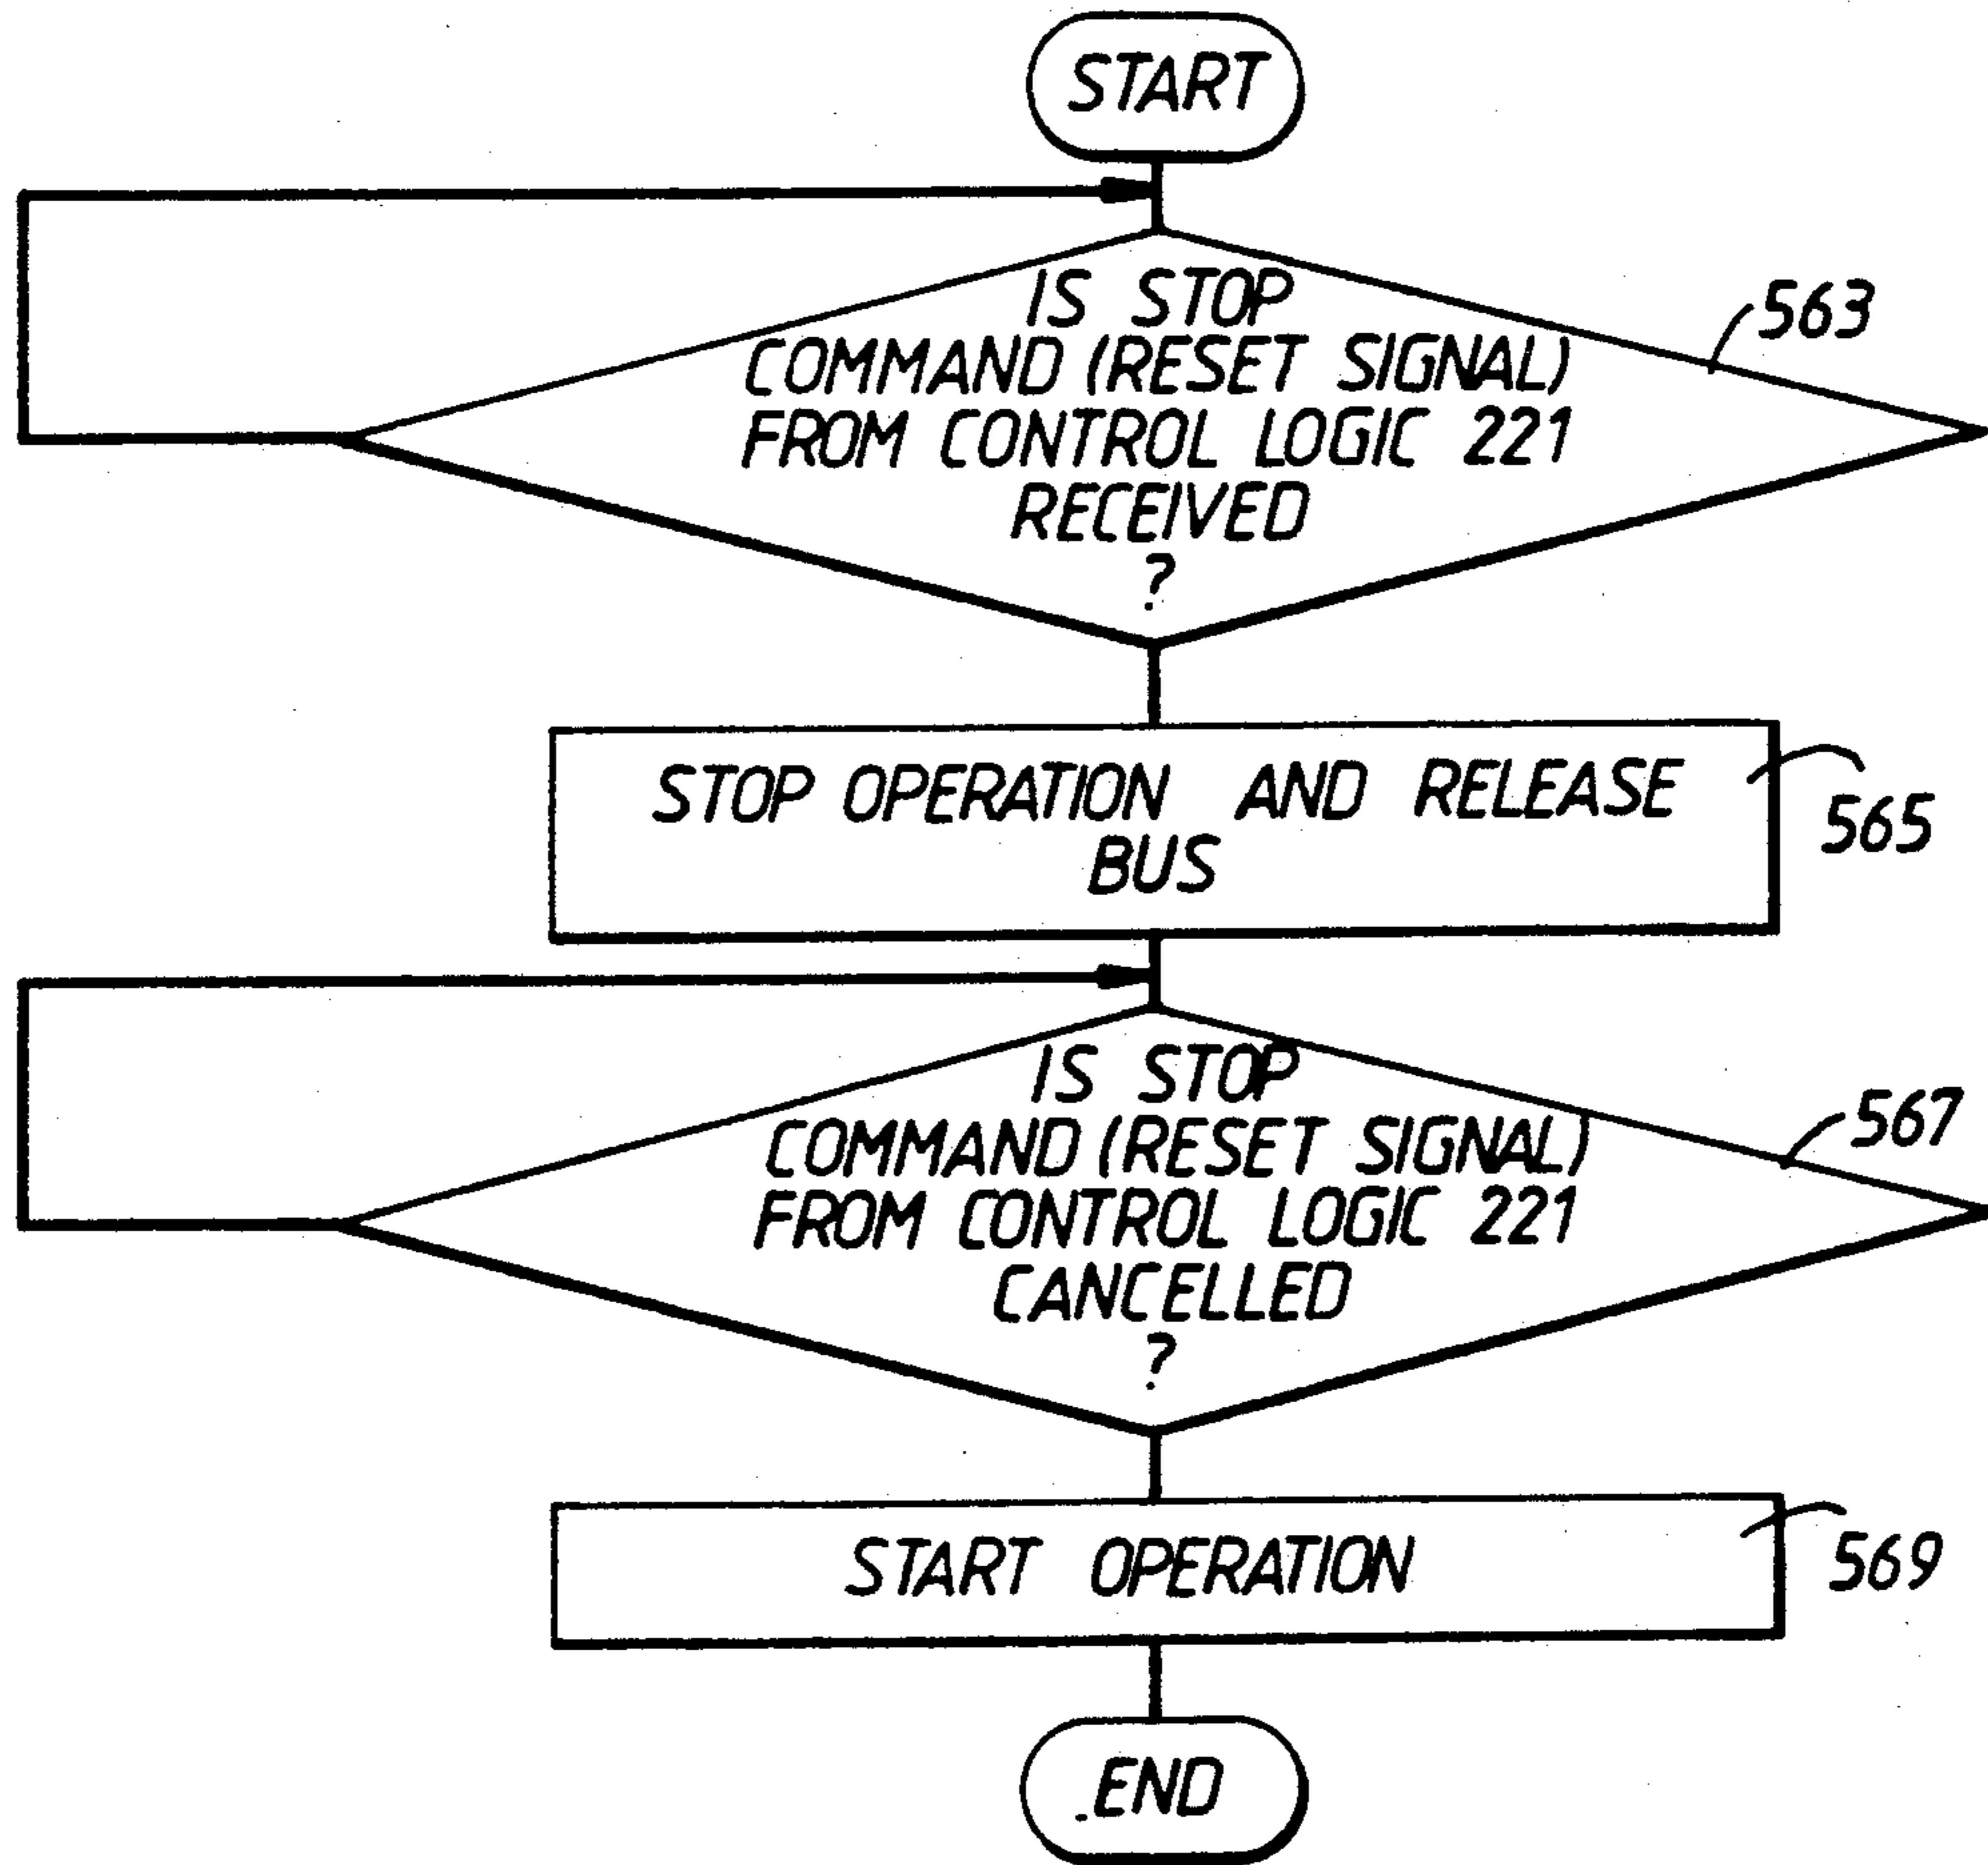 START
IS STOP
COMMAND (RESET SIGNAL)
FROM CONTROL LOGIC 221
RECEIVED
?
563
STOP OPERATION AND RELEASE
BUS
565
IS STOP
COMMAND (RESET SIGNAL)
FROM CONTROL LOGIC 221
CANCELLED
?
567
START OPERATION
569
END